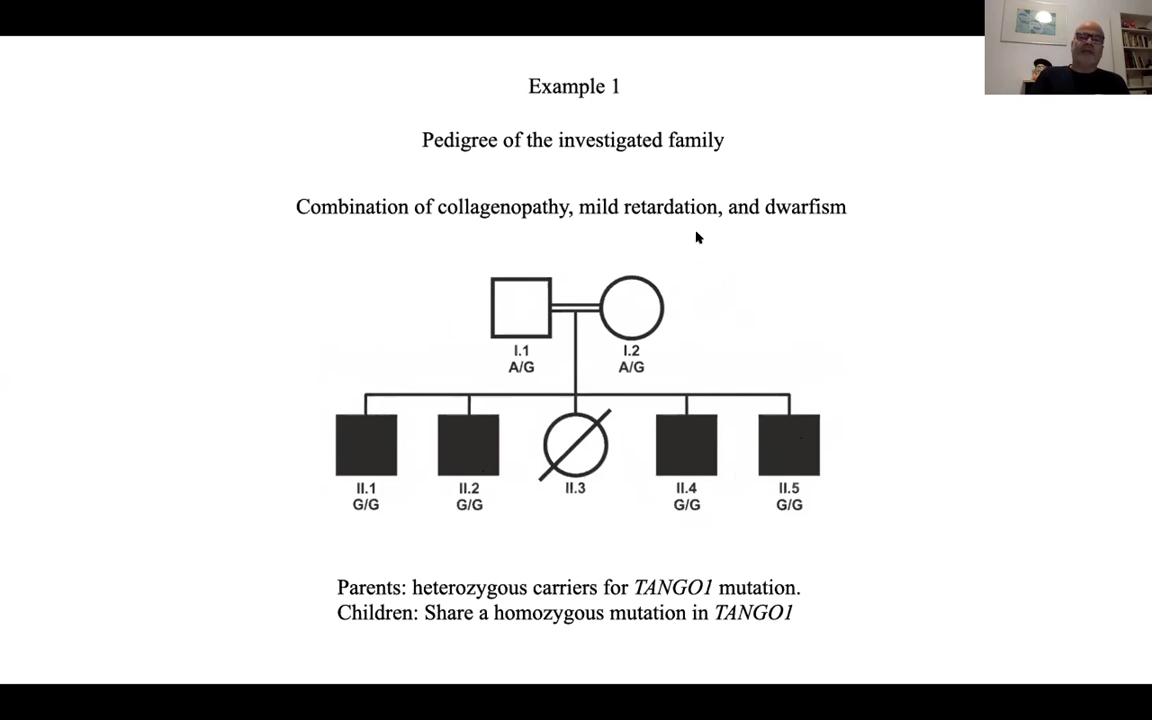 Example 1
Pedigree of the investigated family
Combination of collagenopathy, mild retardation, and dwarfism
I.1
A/G
I.2
A/G
II.1
G/G
II.2
G/G
II.3
II.4
G/G
II.5
G/G
Parents: heterozygous carriers for TANGO1 mutation.
Children: Share a homozygous mutation in TANGO1